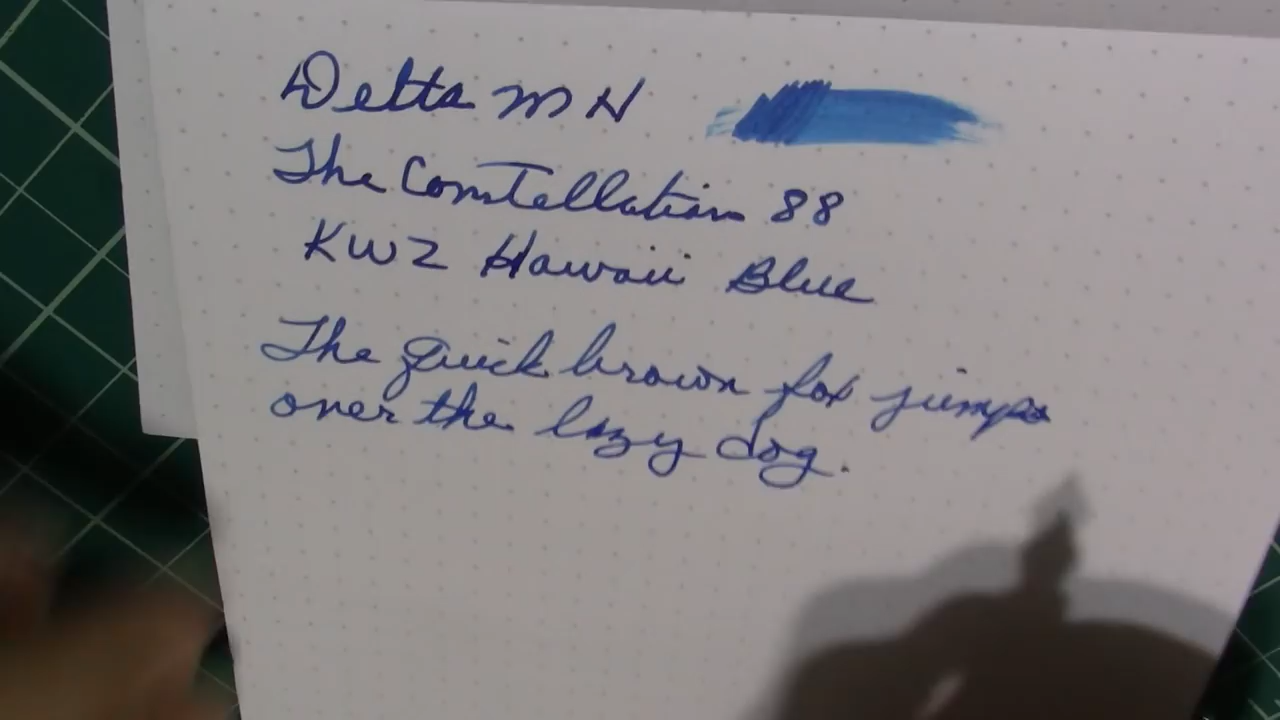 Delta MN
The Constellation 88
KWZ Hawaii Blue
The quick brown fox jumps
over the lazy dog.